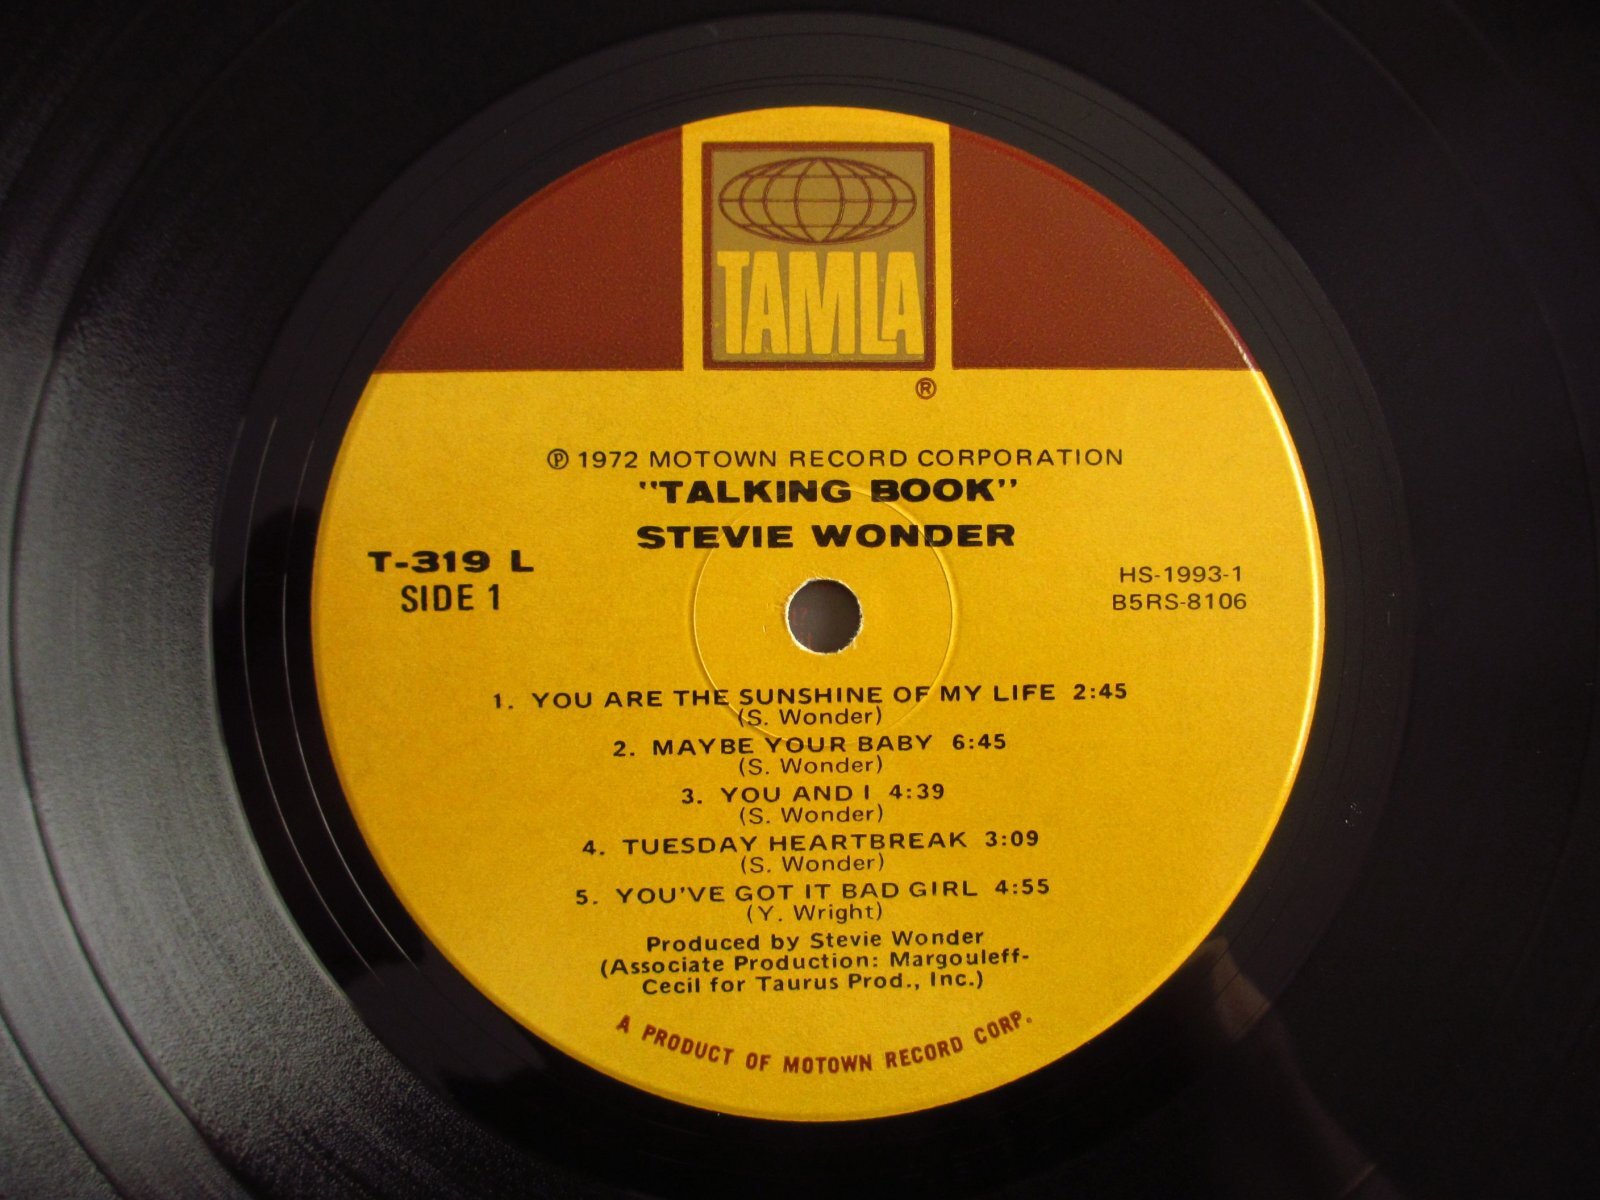 TAMLA
®
℗ 1972 MOTOWN RECORD CORPORATION
"TALKING BOOK"
STEVIE WONDER
T-319 L
SIDE 1
HS-1993-1
B5RS-8106
1. YOU ARE THE SUNSHINE OF MY LIFE 2:45
(S. Wonder)
2. MAYBE YOUR BABY 6:45
(S. Wonder)
3. YOU AND I 4:39
(S. Wonder)
4. TUESDAY HEARTBREAK 3:09
(S. Wonder)
5. YOU'VE GOT IT BAD GIRL 4:55
(Y. Wright)
Produced by Stevie Wonder
(Associate Production: Margouleff-
Cecil for Taurus Prod., Inc.)
A PRODUCT OF MOTOWN RECORD CORP.